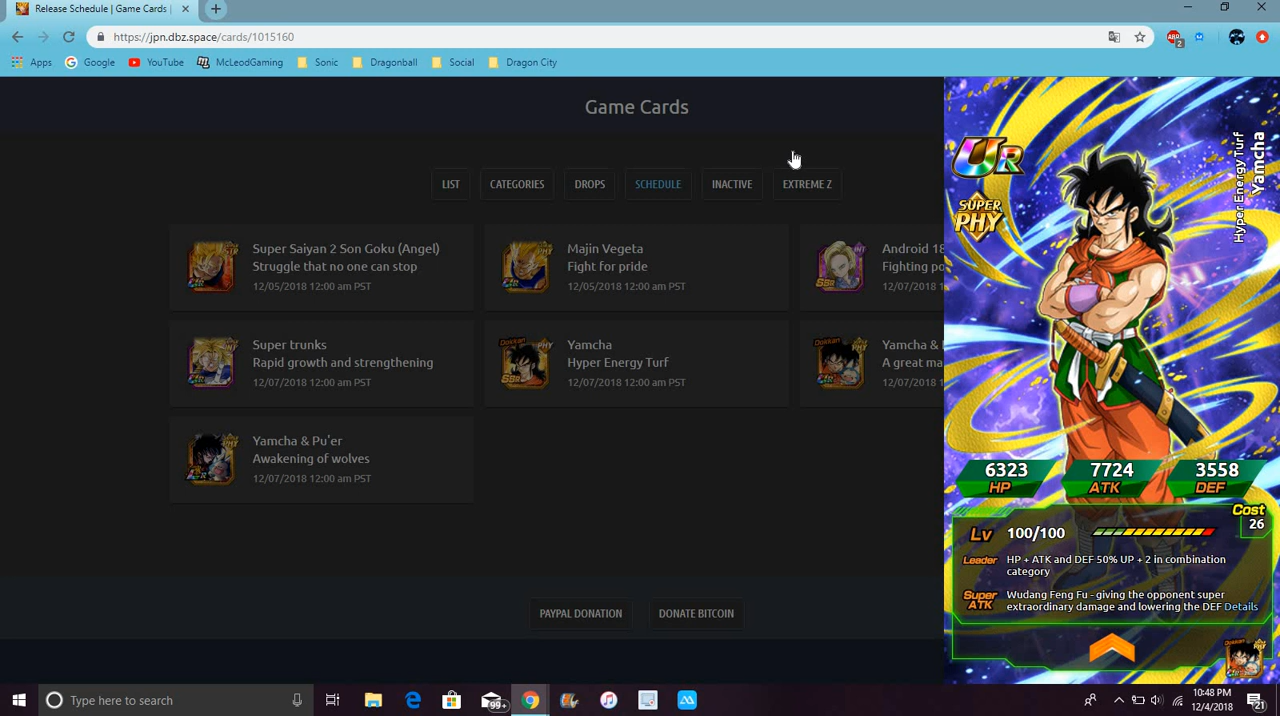 Release Schedule | Game Cards |
https://jpn.dbz.space/cards/1015160
2
Apps
Google
YouTube
McLeodGaming
Sonic
Dragonball
Social
Dragon City
Game Cards
LIST
CATEGORIES
DROPS
SCHEDULE
INACTIVE
EXTREME Z
Super Saiyan 2 Son Goku (Angel)
Struggle that no one can stop
12/05/2018 12:00 am PST
Majin Vegeta
Fight for pride
12/05/2018 12:00 am PST
Android 18
Fighting po
12/07/2018 1
Super trunks
Rapid growth and strengthening
12/07/2018 12:00 am PST
Yamcha
Hyper Energy Turf
12/07/2018 12:00 am PST
Yamcha &
A great ma
12/07/2018 1
Yamcha & Pu'er
Awakening of wolves
12/07/2018 12:00 am PST
PAYPAL DONATION
DONATE BITCOIN
UR
SUPER
PHY
Hyper Energy Turf
Yamcha
6323
HP
7724
ATK
3558
DEF
Cost
26
Lv
100/100
Leader
HP + ATK and DEF 50% UP + 2 in combination
category
Super
ATK
Wudang Feng Fu - giving the opponent super
extraordinary damage and lowering the DEF Details
Type here to search
99+
10:48 PM
12/4/2018
21